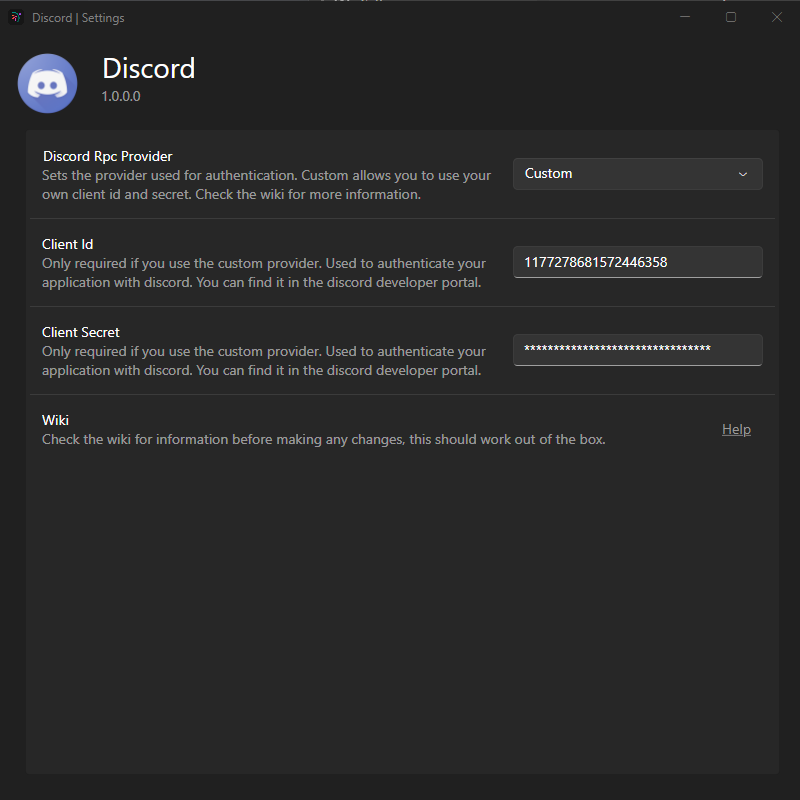 Discord | Settings
Discord
1.0.0.0
Discord Rpc Provider
Sets the provider used for authentication. Custom allows you to use your
own client id and secret. Check the wiki for more information.
Custom
Client Id
Only required if you use the custom provider. Used to authenticate your
application with discord. You can find it in the discord developer portal.
1177278681572446358
Client Secret
Only required if you use the custom provider. Used to authenticate your
application with discord. You can find it in the discord developer portal.
********************************
Wiki
Check the wiki for information before making any changes, this should work out of the box.
Help